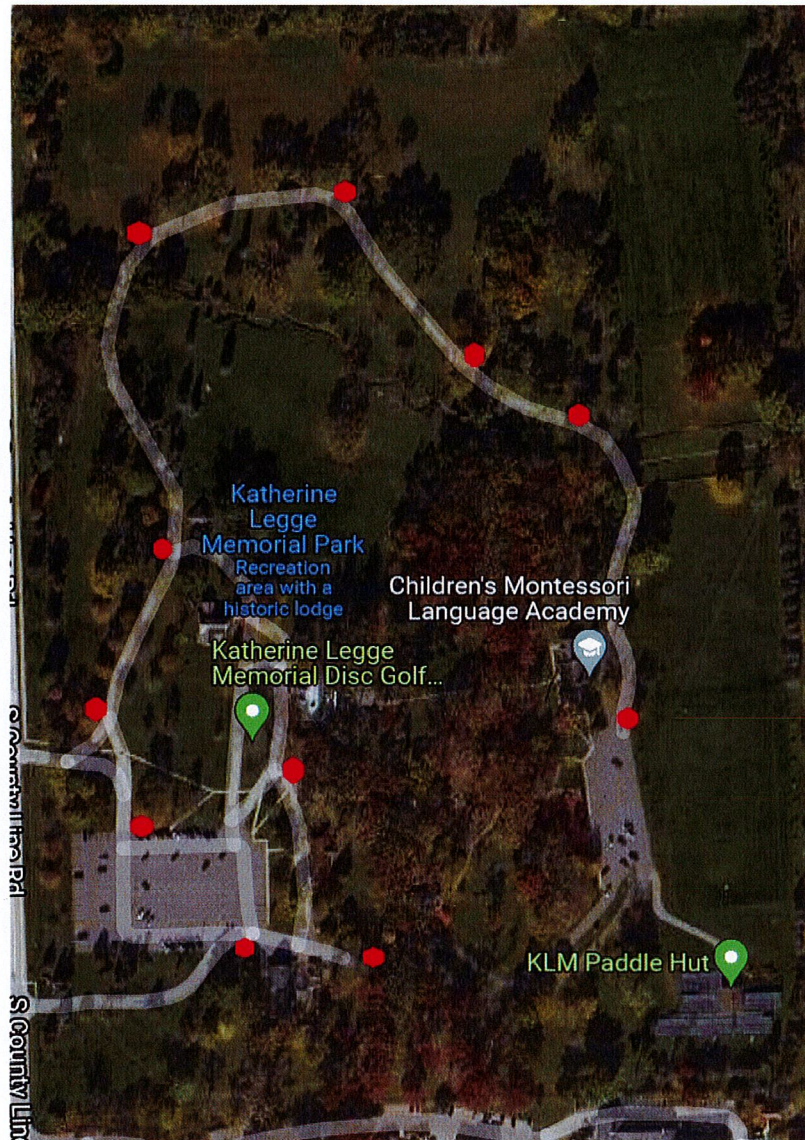 Katherine
Legge
Memorial Park
Recreation
area with a
historic lodge
Children's Montessori
Language Academy
Katherine Legge
Memorial Disc Golf...
S County Line Rd
KLM Paddle Hut
S County Line